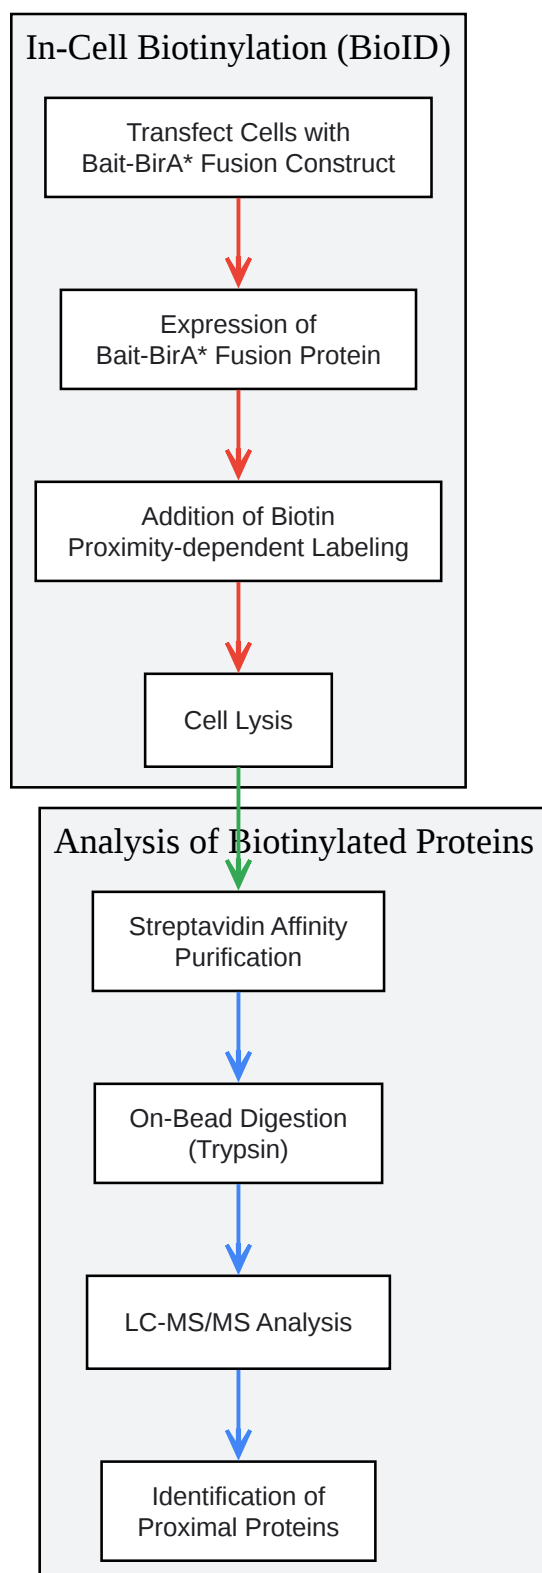 In-Cell Biotinylation (BioID)
Transfect Cells with
Bait-BirA* Fusion Construct
Expression of
Bait-BirA* Fusion Protein
Addition of Biotin
Proximity-dependent Labeling
Cell Lysis
Analysis of Biotinylated Proteins
Streptavidin Affinity
Purification
On-Bead Digestion
(Trypsin)
LC-MS/MS Analysis
Identification of
Proximal Proteins